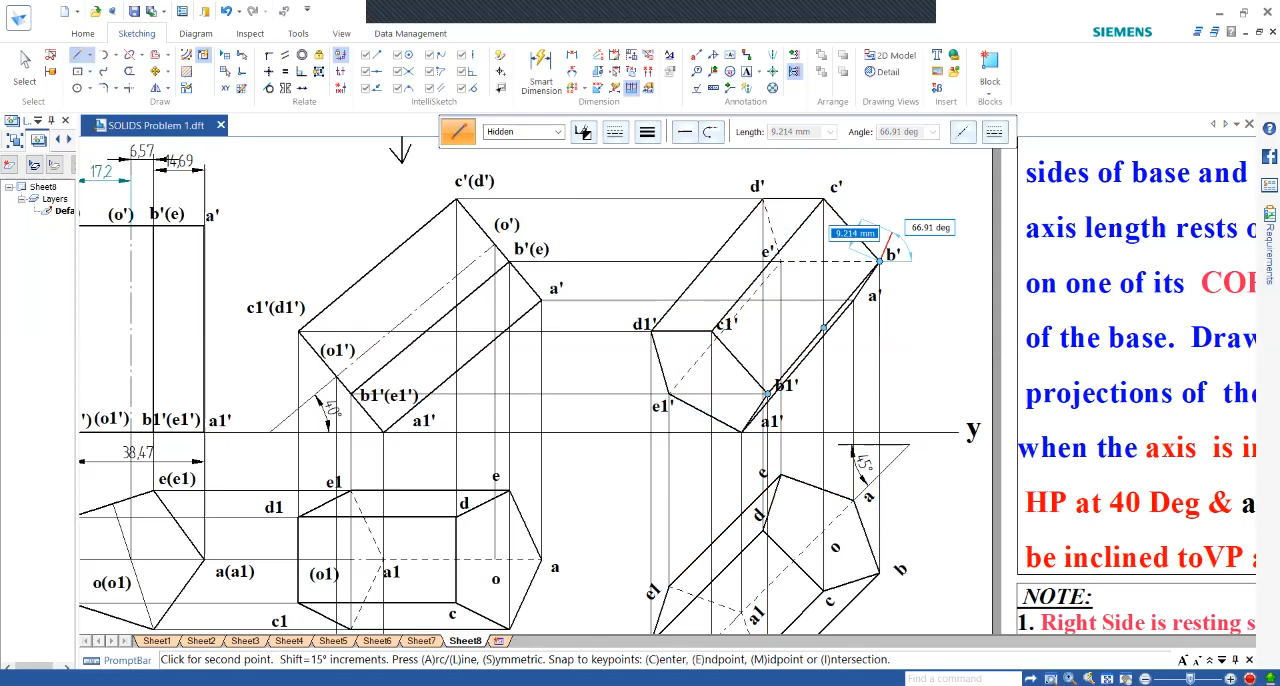 Home Sketching Diagram Inspect Tools View Data Management
SIEMENS
Select
Smart
Dimension
2D Model
Detail
Block
Select Draw Relate IntelliSketch Dimension Annotation Arrange Drawing Views Insert Blocks
SOLIDS Problem 1.dft
Hidden
Length: 9.214 mm Angle: 66.91 deg
Sheet8
Layers
Defa
Requirements
6,57
14,69
17,2
(o') b'(e) a'
c'(d')
(o')
b'(e)
a'
c1'(d1')
(o1')
b1'(e1')
a1'
40°
') (o1') b1'(e1') a1'
38,47
e(e1)
a(a1)
o(o1)
e1
e
d1
d
(o1)
a1
o
a
c1
c
d' c'
9.214 mm
66.91 deg
e'
b'
a'
d1'
c1'
b1'
e1'
a1'
y
45°
e
a
d
o
b
e1
c
a1
sides of base and
axis length rests o
on one of its COR
of the base. Draw
projections of the
when the axis is in
HP at 40 Deg & a
be inclined toVP a
NOTE:
1. Right Side is resting s
Sheet1 Sheet2 Sheet3 Sheet4 Sheet5 Sheet6 Sheet7 Sheet8
PromptBar Click for second point. Shift=15° increments. Press (A)rc/(L)ine, (S)ymmetric. Snap to keypoints: (C)enter, (E)ndpoint, (M)idpoint or (I)ntersection.
Find a command